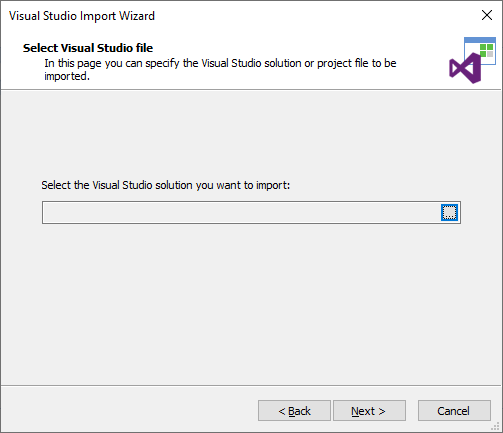 Visual Studio Import Wizard
Select Visual Studio file
In this page you can specify the Visual Studio solution or project file to be
imported.
Select the Visual Studio solution you want to import:
...
< Back Next > Cancel